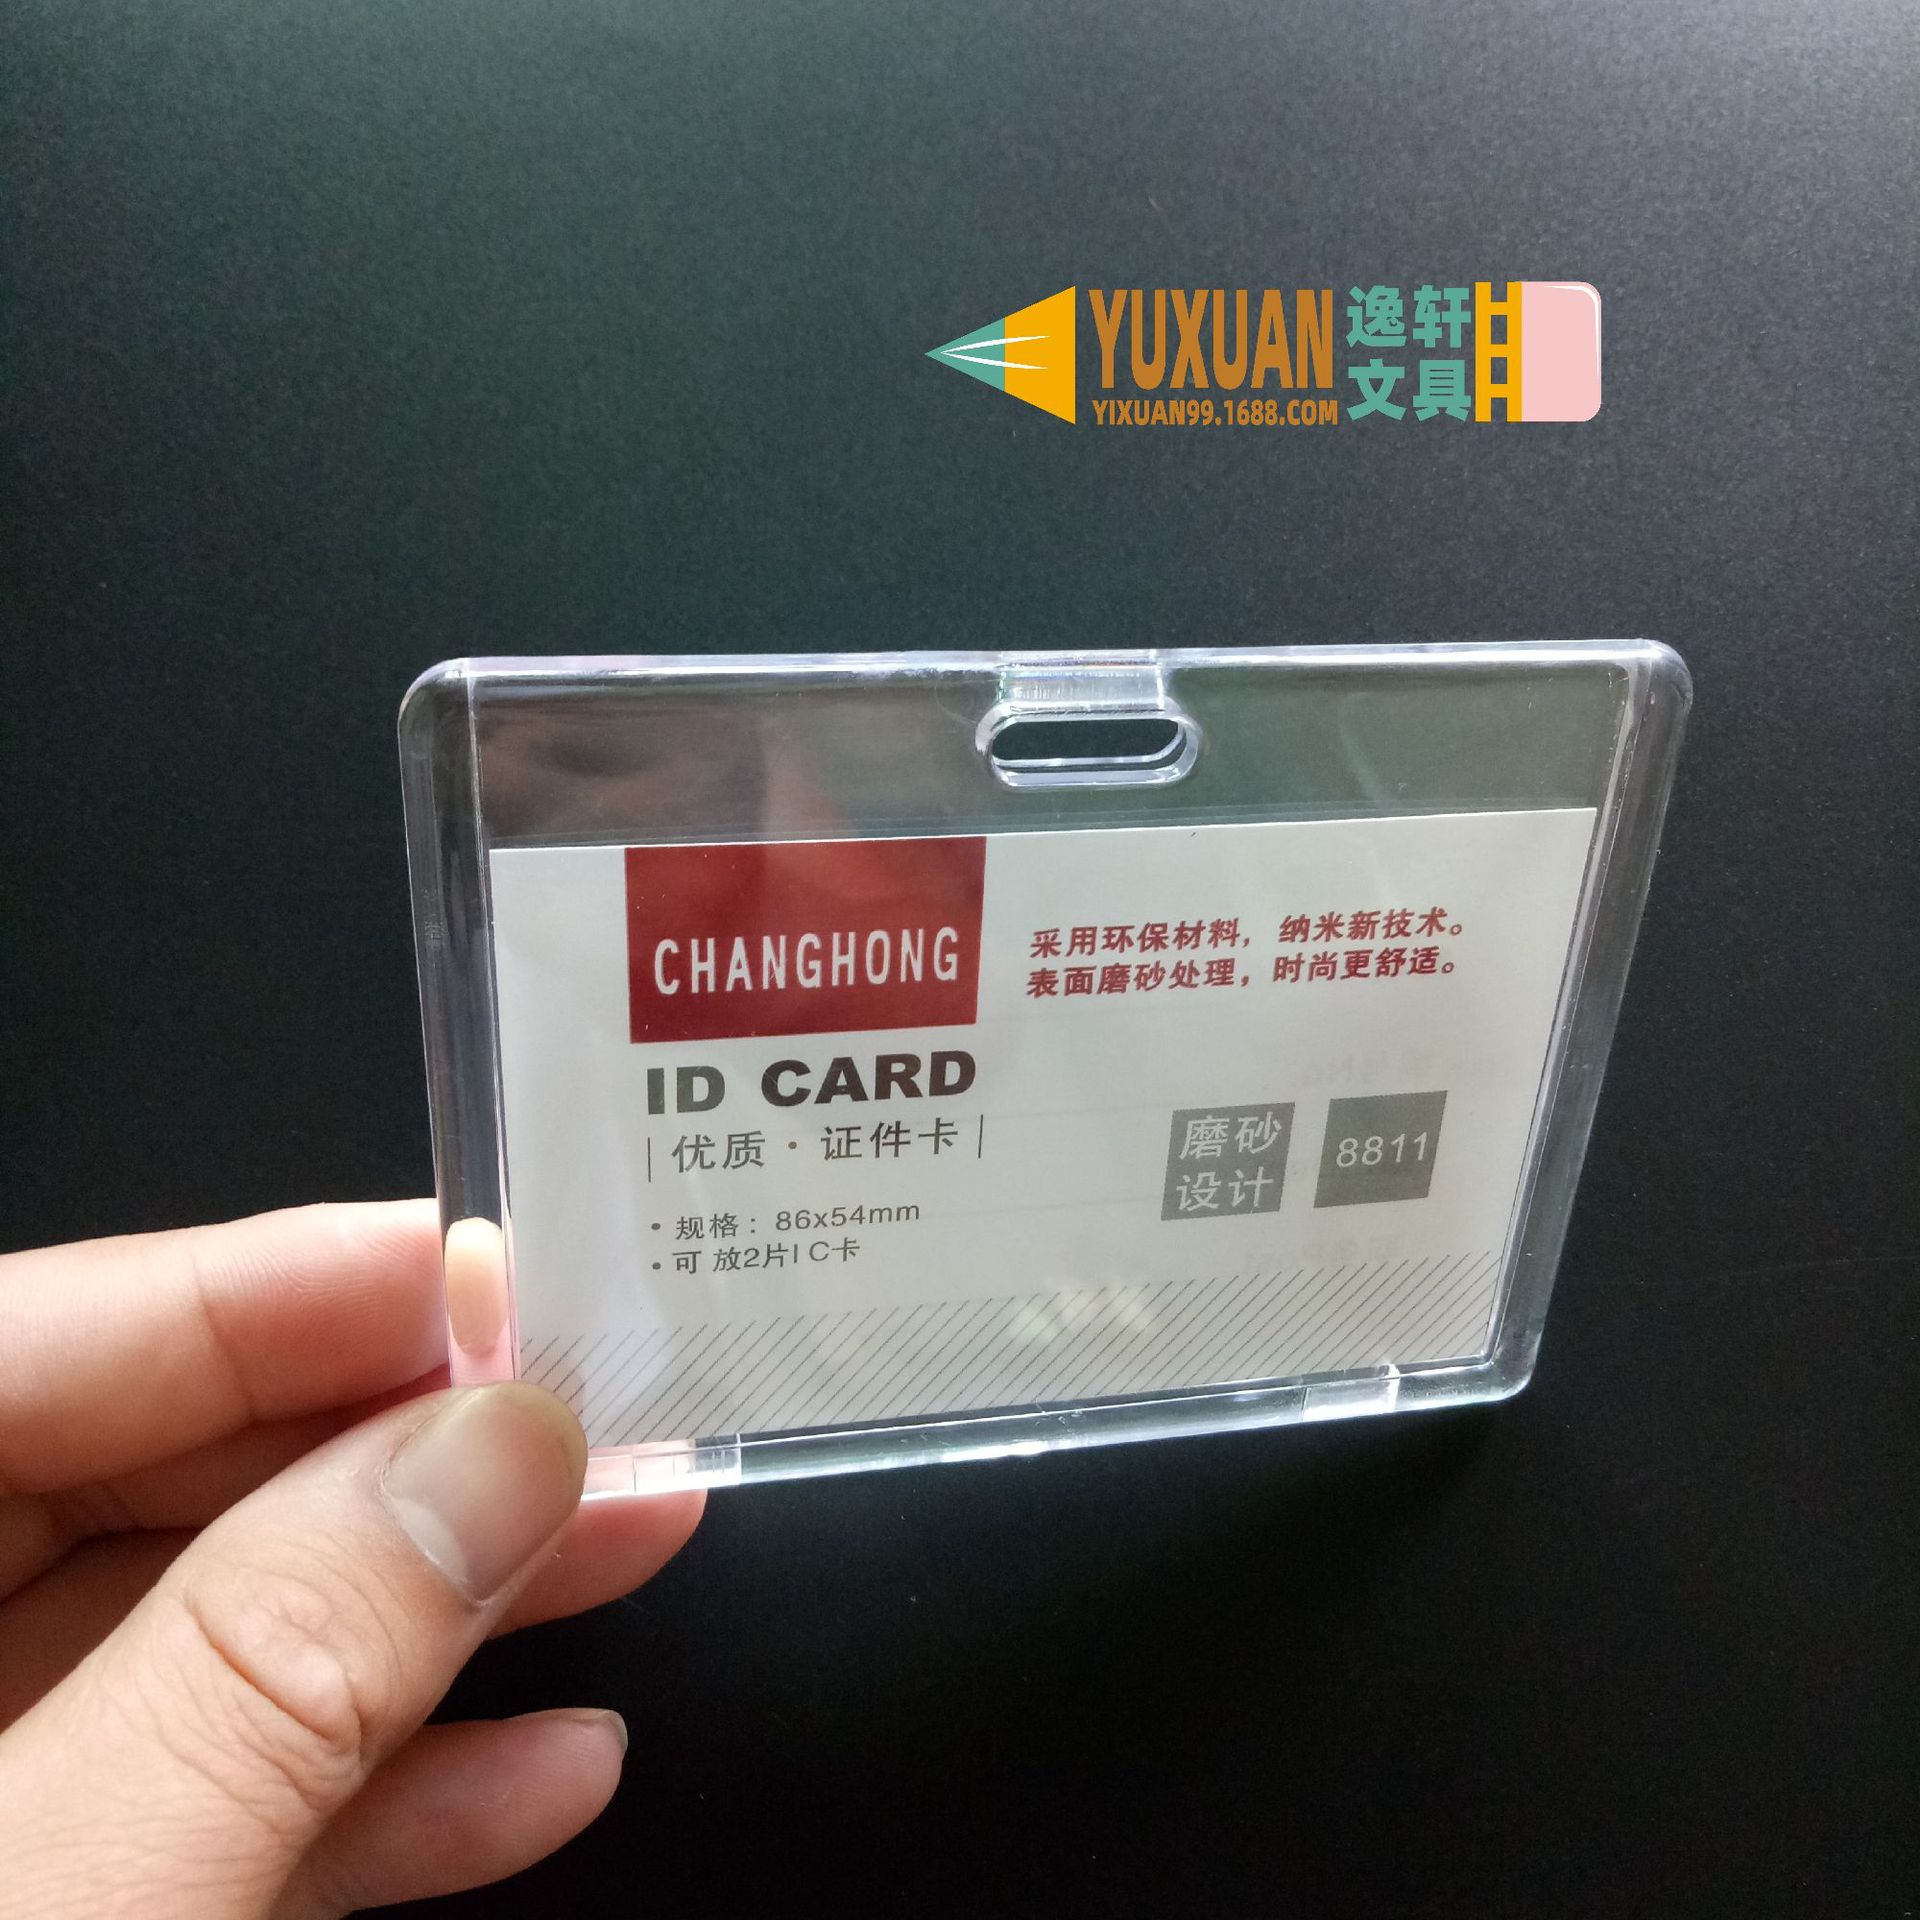 YUXUAN
YIXUAN99.1688.COM
逸轩
文具
CHANGHONG
采用环保材料，纳米新技术。
表面磨砂处理，时尚更舒适。
ID CARD
优质·证件卡
磨砂
设计
8811
• 规格：86x54mm
• 可 放2片I C卡